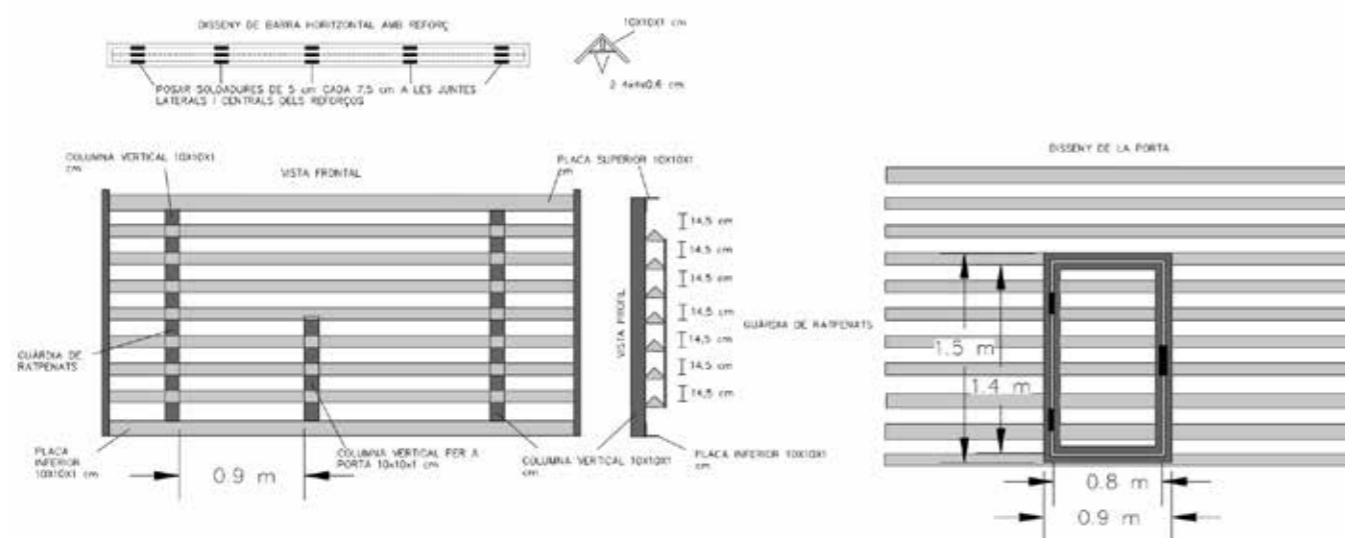 DISSENY DE BARRA HORITZONTAL AMB REFORÇ
10X10X1 cm
POSAR SOLDADURES DE 5 cm CADA 7,5 cm A LES JUNTES
LATERALS I CENTRALS DELS REFORÇOS
2 4x4x0,6 cm
COLUMNA VERTICAL 10X10X1
cm
VISTA FRONTAL
PLACA SUPERIOR 10X10X1
cm
14,5 cm
14,5 cm
14,5 cm
14,5 cm
14,5 cm
14,5 cm
14,5 cm
VISTA PROFIL
GUÀRDIA DE
RATPENATS
PLACA
INFERIOR
10X10X1 cm
0.9 m
COLUMNA VERTICAL PER A
PORTA 10x10x1 cm
COLUMNA VERTICAL 10X10X1
cm
PLACA INFERIOR 10X10X1
cm
DISSENY DE LA PORTA
GUÀRDIA DE RATPENATS
1.5 m
1.4 m
0.8 m
0.9 m